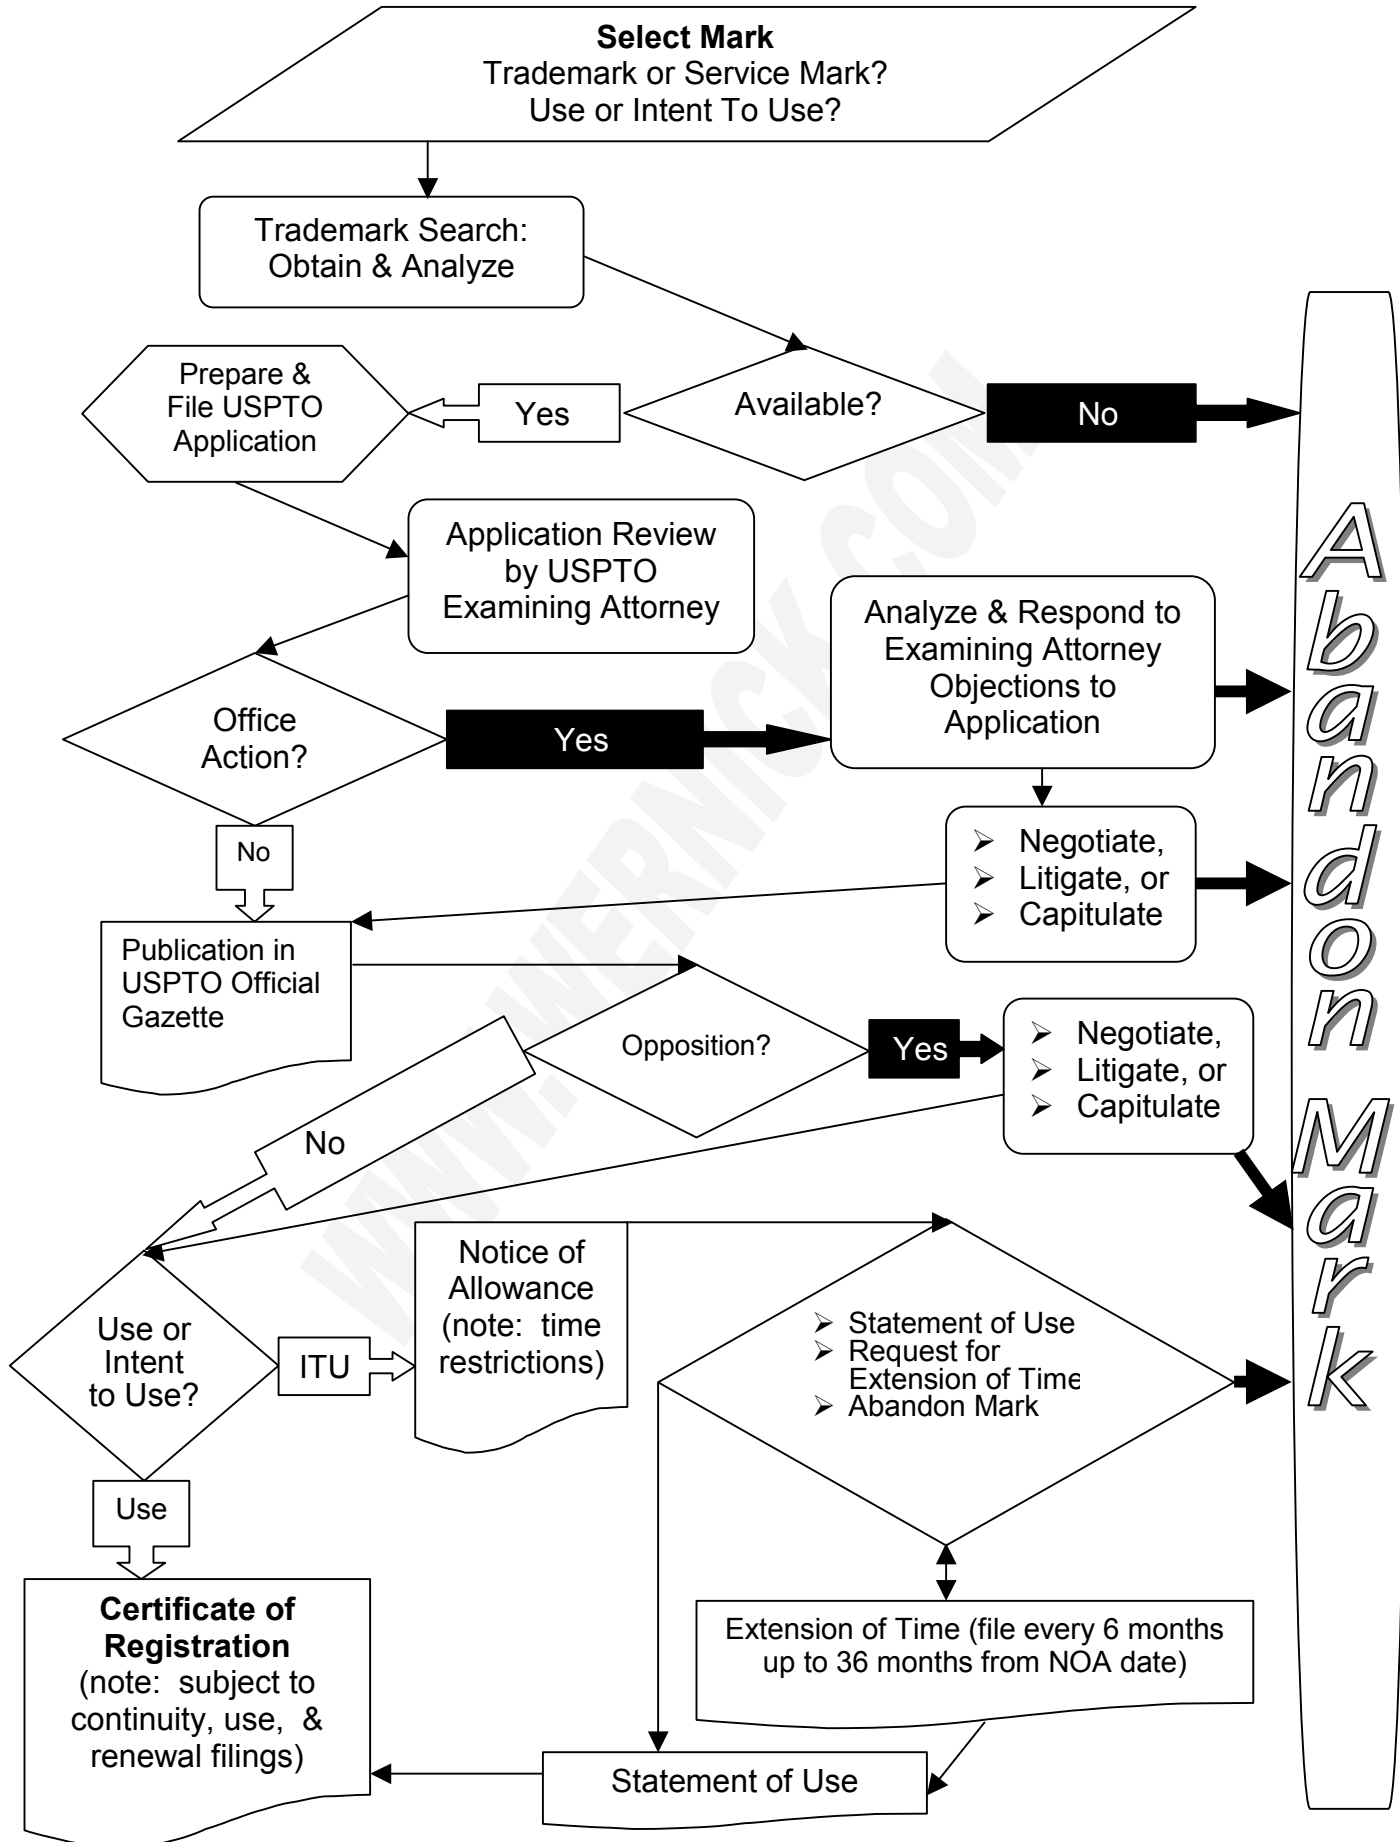 Select Mark
Trademark or Service Mark?
Use or Intent To Use?
Trademark Search:
Obtain & Analyze
Prepare &
File USPTO
Application
Yes
Available?
No
Application Review
by USPTO
Examining Attorney
Analyze & Respond to
Examining Attorney
Objections to
Application
Office
Action?
Yes
No
➢ Negotiate,
➢ Litigate, or
➢ Capitulate
Publication in
USPTO Official
Gazette
Opposition?
Yes
➢ Negotiate,
➢ Litigate, or
➢ Capitulate
No
Notice of
Allowance
(note: time
restrictions)
Use or
Intent
to Use?
ITU
➢ Statement of Use
➢ Request for
Extension of Time
➢ Abandon Mark
Use
Certificate of
Registration
(note: subject to
continuity, use, &
renewal filings)
Extension of Time (file every 6 months
up to 36 months from NOA date)
Statement of Use
Abandon Mark
WWW.WERNICK.COM